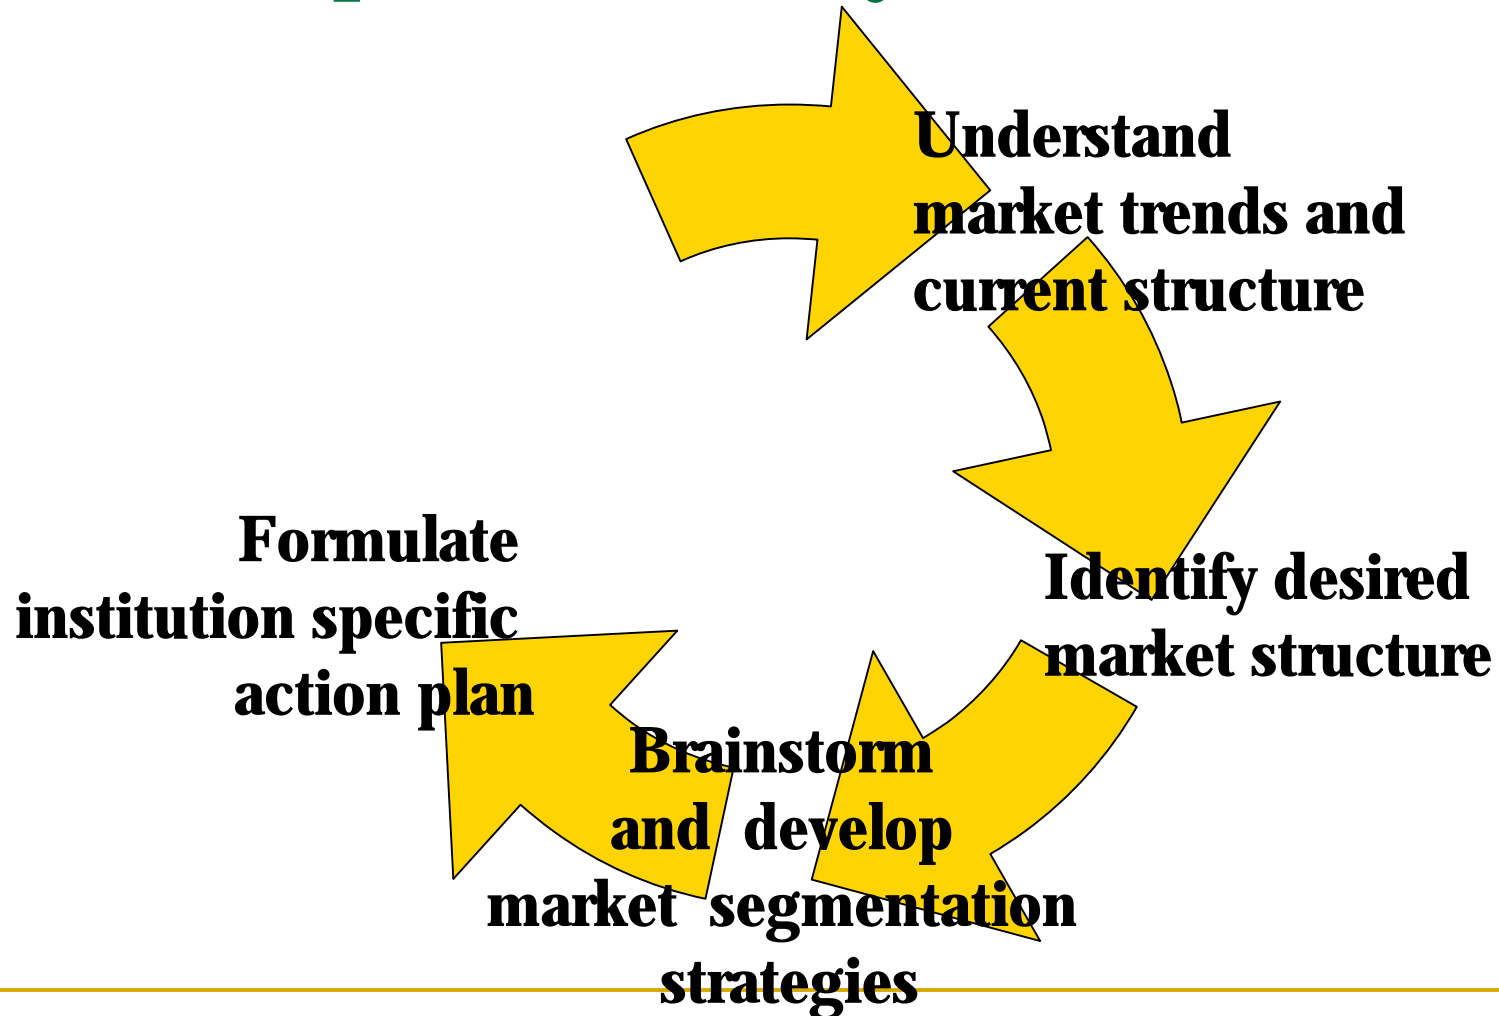 Understand
market trends and
current structure
Identify desired
market structure
Brainstorm
and develop
market segmentation
strategies
Formulate
institution specific
action plan